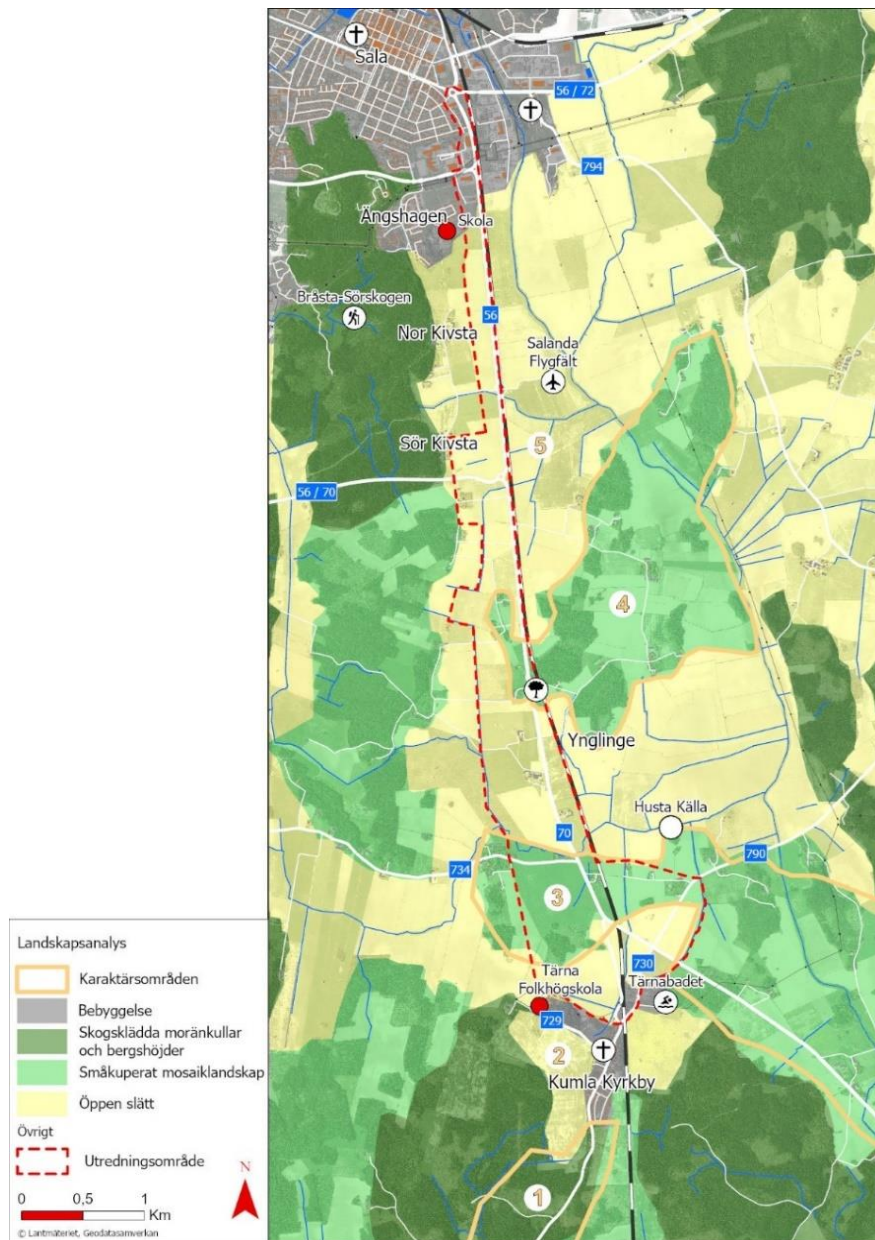 Sala
56 / 72
794
Ängshagen
Skola
Bråsta-Sörskogen
56
Nor Kivsta
Salanda
Flygfält
Sör Kivsta
5
56 / 70
4
Ynglinge
Husta Källa
70
734
790
3
Tärna
Folkhögskola
730
Tärnabadet
729
2
Kumla Kyrkby
1
Landskapsanalys
Karaktärsområden
Bebyggelse
Skogsklädda moränkullar
och bergshöjder
Småkuperat mosaiklandskap
Öppen slätt
Övrigt
Utredningsområde
N
0 0,5 1
Km
© Lantmäteriet, Geodatasamverkan